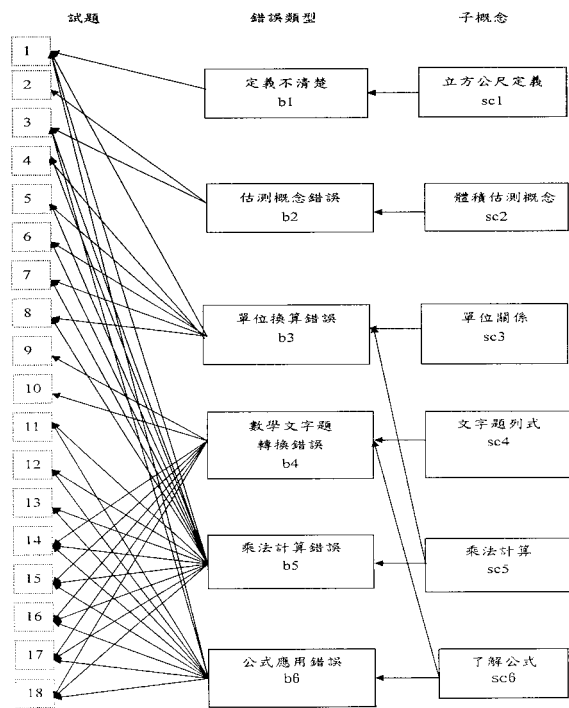 試題 錯誤類型 子概念
1
2
3
4
5
6
7
8
9
10
11
12
13
14
15
16
17
18
定義不清楚
b1
立方公尺定義
sc1
估測概念錯誤
b2
體積估測概念
sc2
單位換算錯誤
b3
單位關係
sc3
數學文字題
轉換錯誤
b4
文字題列式
sc4
乘法計算錯誤
b5
乘法計算
sc5
公式應用錯誤
b6
了解公式
sc6